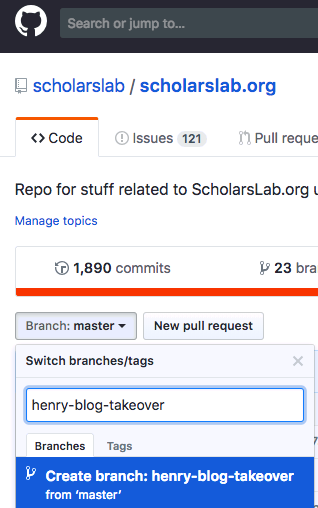 Search or jump to...
scholarslab / scholarslab.org
Code Issues 121 Pull reque
Repo for stuff related to ScholarsLab.org u
Manage topics
1,890 commits 23 bra
Branch: master New pull request
Switch branches/tags
henry-blog-takeover
Branches Tags
Create branch: henry-blog-takeover
from ‘master’